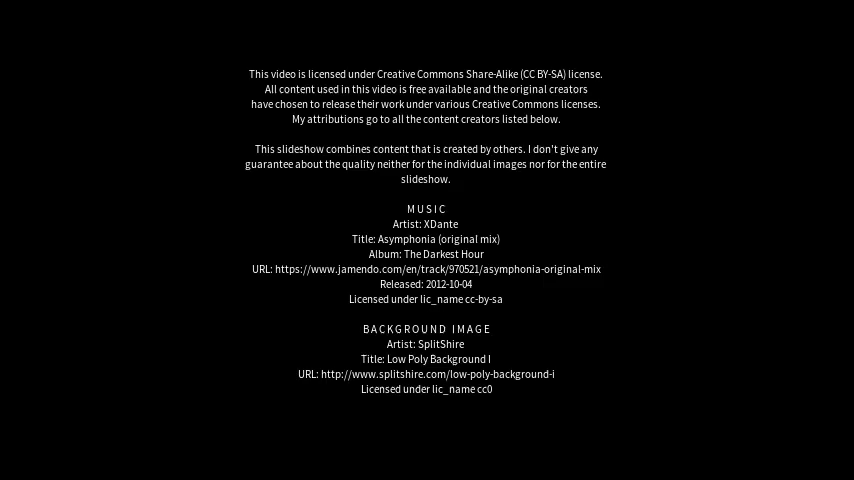 This video is licensed under Creative Commons Share-Alike (CC BY-SA) license.
All content used in this video is free available and the original creators
have chosen to release their work under various Creative Commons licenses.
My attributions go to all the content creators listed below.
This slideshow combines content that is created by others. I don't give any
guarantee about the quality neither for the individual images nor for the entire
slideshow.
MUSIC
Artist: XDante
Title: Asymphonia (original mix)
Album: The Darkest Hour
URL: https://www.jamendo.com/en/track/970521/asymphonia-original-mix
Released: 2012-10-04
Licensed under lic_name cc-by-sa
BACKGROUND IMAGE
Artist: SplitShire
Title: Low Poly Background I
URL: http://www.splitshire.com/low-poly-background-i
Licensed under lic_name cc0